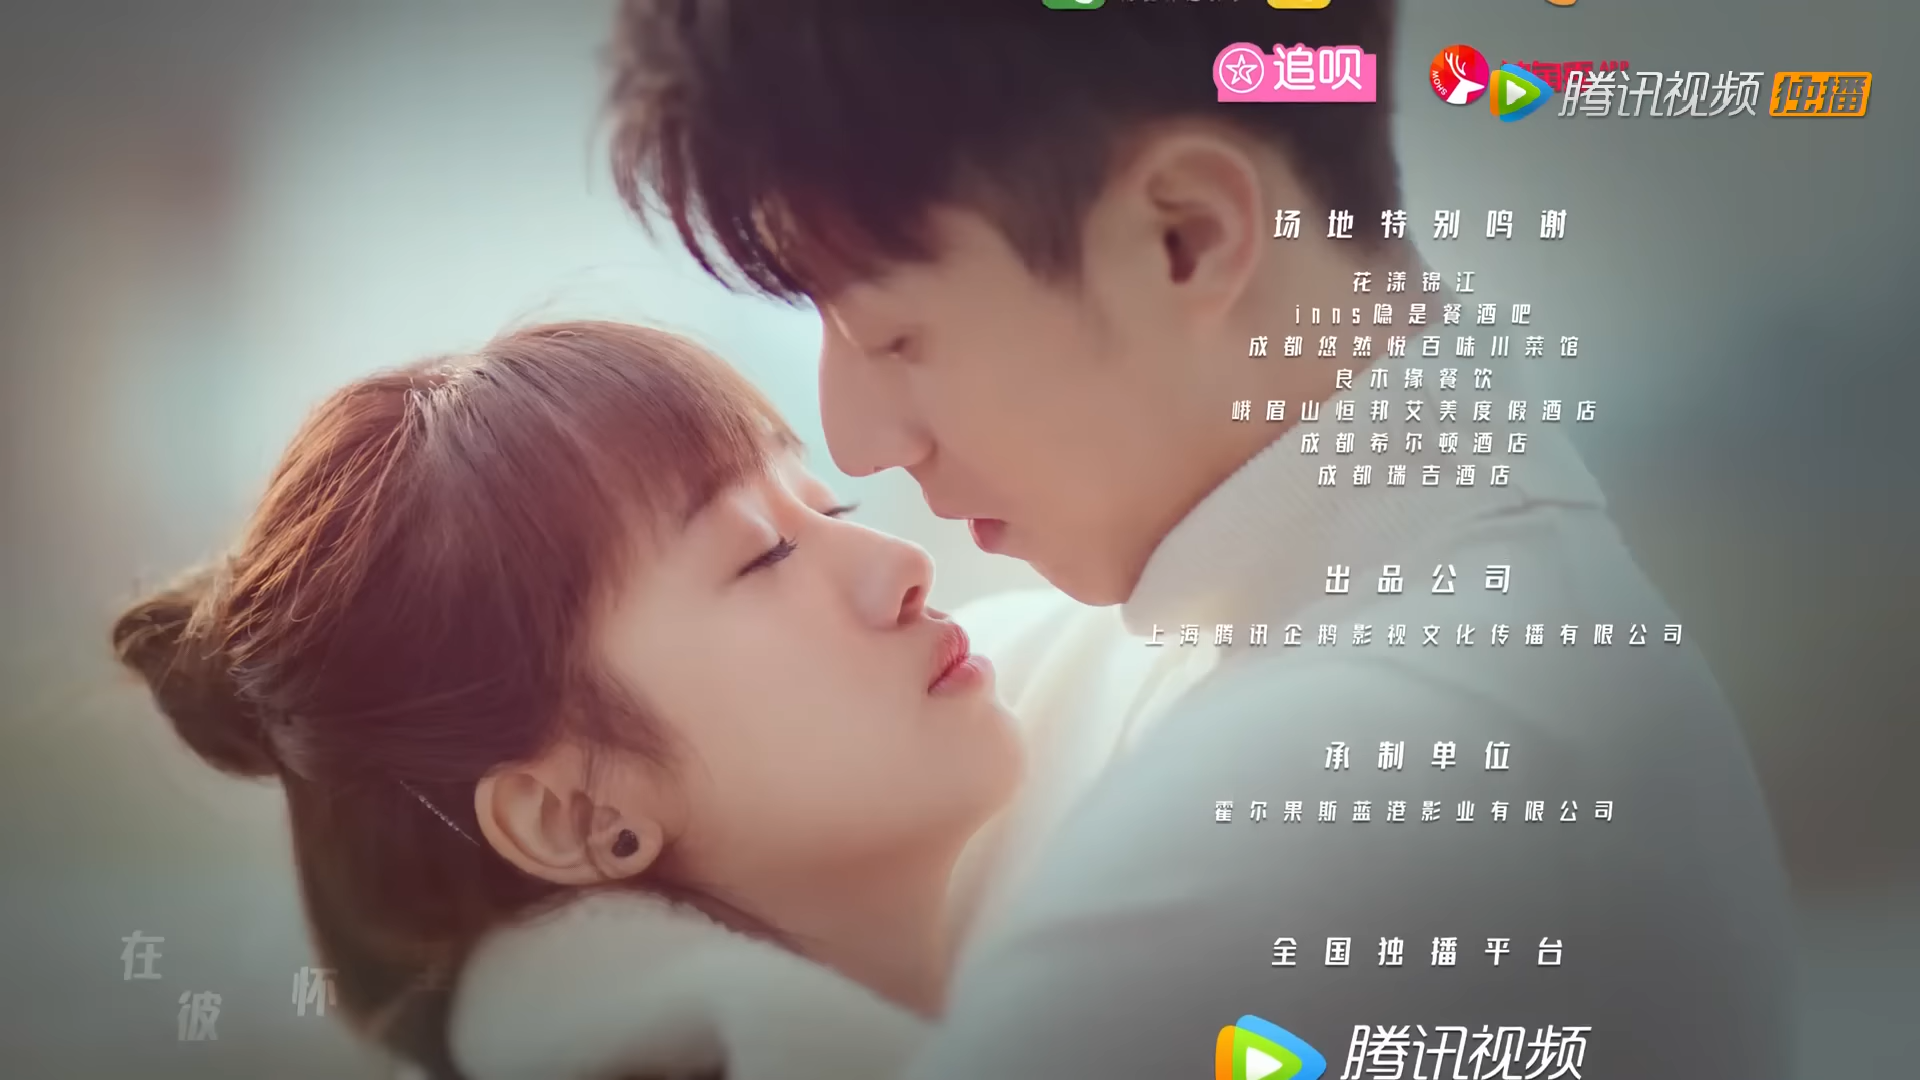 追呗
SHOW
腾讯视频 独播
场地特别鸣谢
花漾锦江
inns隐是餐酒吧
成都悠然悦百味川菜馆
良木缘餐饮
峨眉山恒邦艾美度假酒店
成都希尔顿酒店
成都瑞吉酒店
出品公司
上海腾讯企鹅影视文化传播有限公司
承制单位
霍尔果斯蓝港影业有限公司
全国独播平台
腾讯视频
在彼怀